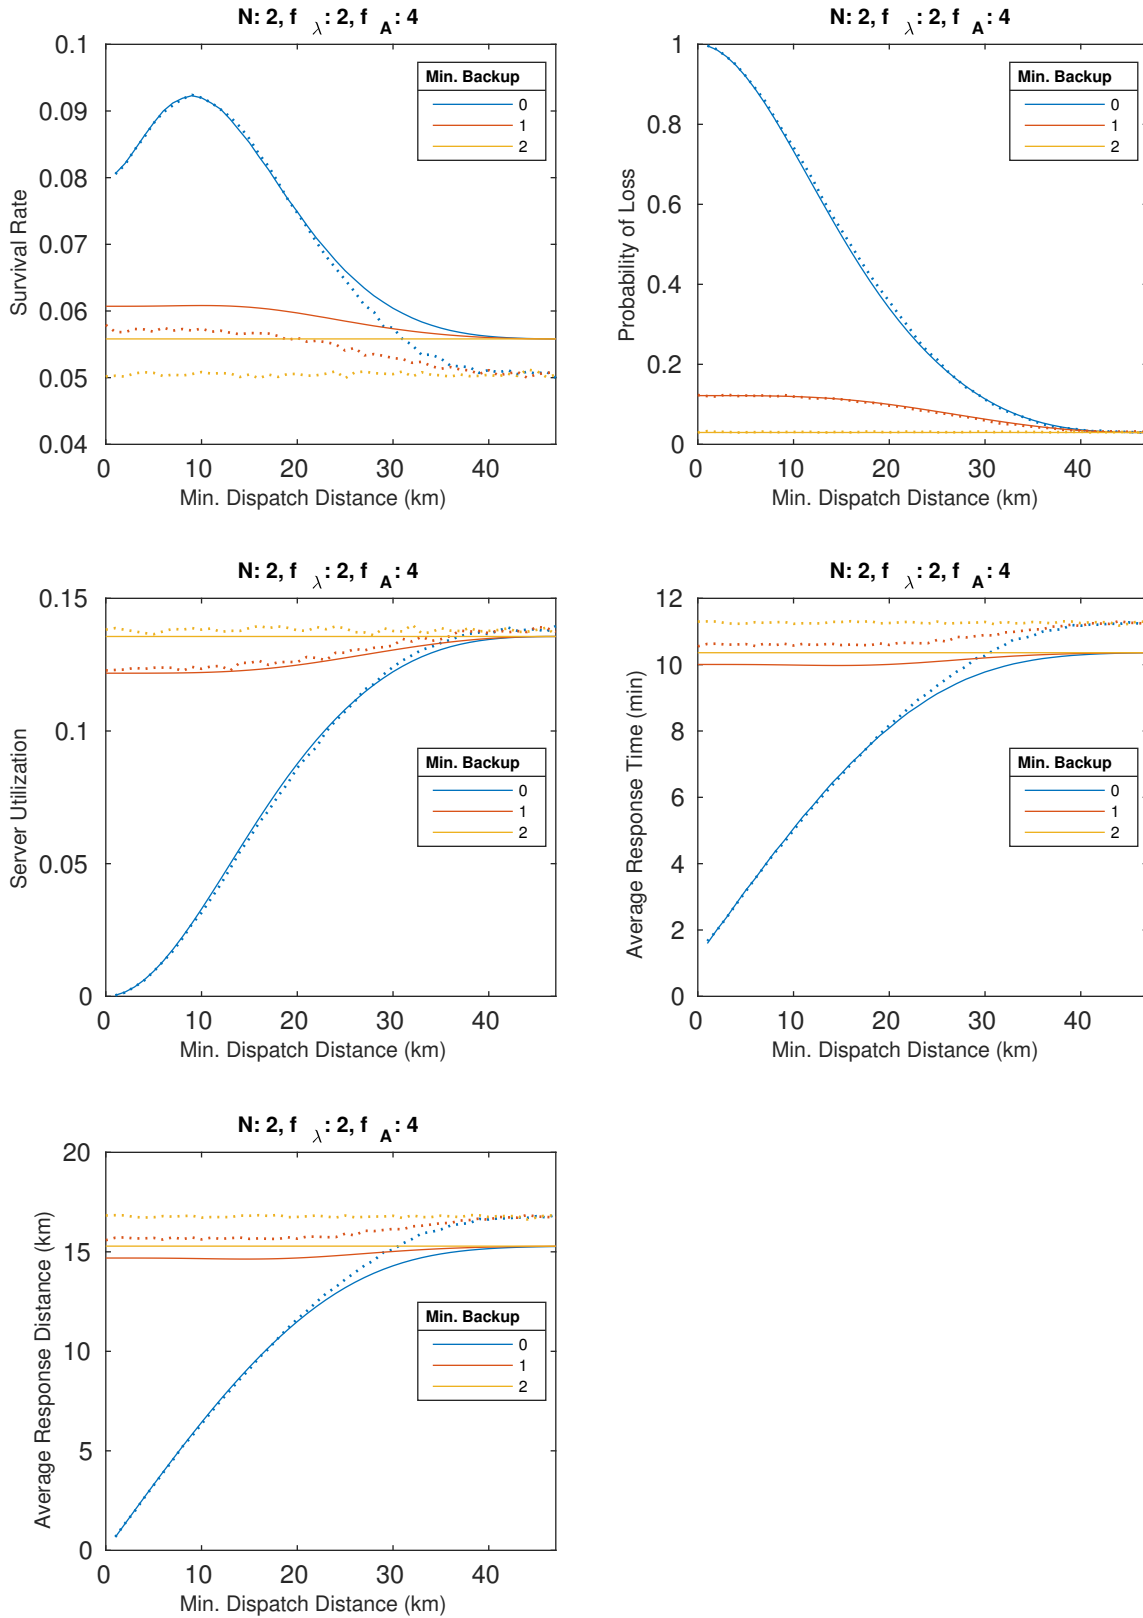 N: 2, f λ: 2, f A: 4
Survival Rate
0.1
0.09
0.08
0.07
0.06
0.05
0.04
Min. Backup
0
1
2
0 10 20 30 40
Min. Dispatch Distance (km)
N: 2, f λ: 2, f A: 4
Probability of Loss
1
0.8
0.6
0.4
0.2
0
Min. Backup
0
1
2
0 10 20 30 40
Min. Dispatch Distance (km)
N: 2, f λ: 2, f A: 4
Server Utilization
0.15
0.1
0.05
0
Min. Backup
0
1
2
0 10 20 30 40
Min. Dispatch Distance (km)
N: 2, f λ: 2, f A: 4
Average Response Time (min)
12
10
8
6
4
2
0
Min. Backup
0
1
2
0 10 20 30 40
Min. Dispatch Distance (km)
N: 2, f λ: 2, f A: 4
Average Response Distance (km)
20
15
10
5
0
Min. Backup
0
1
2
0 10 20 30 40
Min. Dispatch Distance (km)